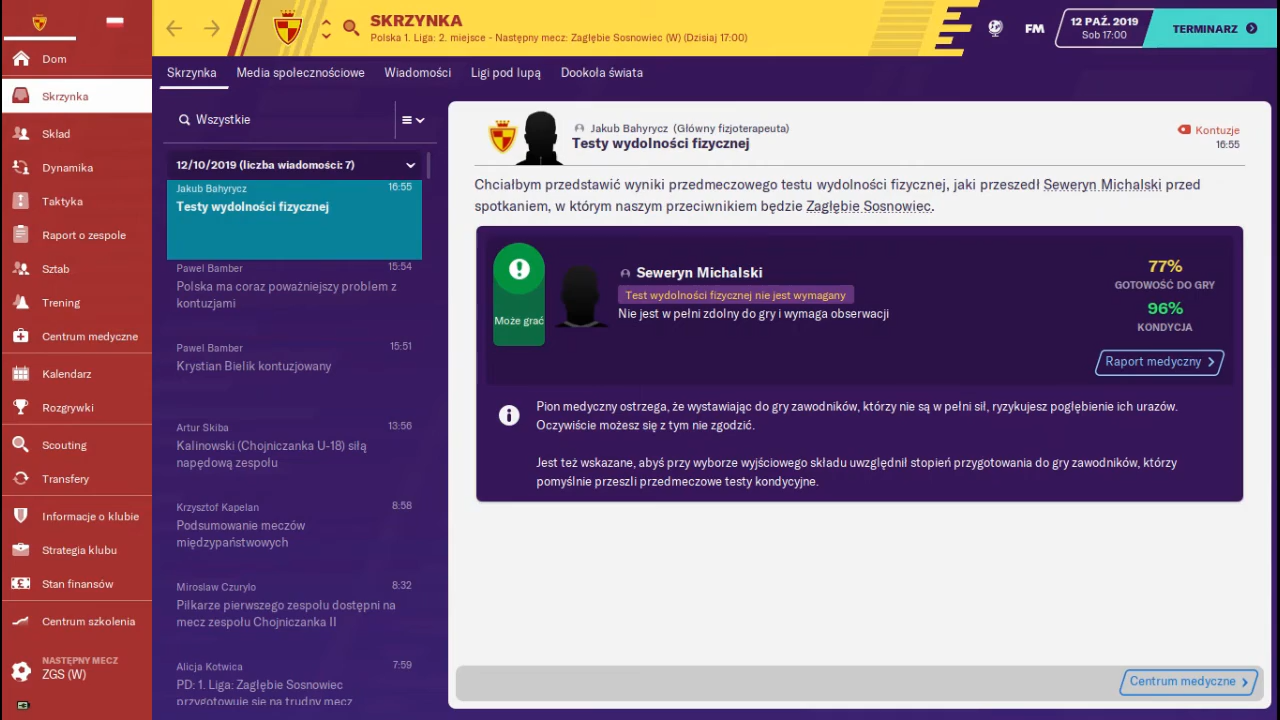 SKRZYNKA
Polska 1. Liga: 2. miejsce - Następny mecz: Zagłębie Sosnowiec (W) (Dzisiaj 17:00)
FM
12 PAŹ. 2019
Sob 17:00
TERMINARZ
Dom
Skrzynka
Skład
Dynamika
Taktyka
Raport o zespole
Sztab
Trening
Centrum medyczne
Kalendarz
Rozgrywki
Scouting
Transfery
Informacje o klubie
Strategia klubu
Stan finansów
Centrum szkolenia
NASTĘPNY MECZ
ZGS (W)
Skrzynka
Media społecznościowe
Wiadomości
Ligi pod lupą
Dookoła świata
Wszystkie
12/10/2019 (liczba wiadomości: 7)
Jakub Bahyrycz 16:55
Testy wydolności fizycznej
Paweł Bamber 15:54
Polska ma coraz poważniejszy problem z
kontuzjami
Paweł Bamber 15:51
Krystian Bielik kontuzjowany
Artur Skiba 13:56
Kalinowski (Chojniczanka U-18) siłą
napędową zespołu
Krzysztof Kapelan 8:58
Podsumowanie meczów
międzypaństwowych
Mirosław Czuryło 8:32
Piłkarze pierwszego zespołu dostępni na
mecz zespołu Chojniczanka II
Alicja Kotwica 7:59
PD: 1. Liga: Zagłębie Sosnowiec
przygotowuje się na trudny mecz
Jakub Bahyrycz (Główny fizjoterapeuta)
Testy wydolności fizycznej
Kontuzje
16:55
Chciałbym przedstawić wyniki przedmeczowego testu wydolności fizycznej, jaki przeszedł Seweryn Michalski przed
spotkaniem, w którym naszym przeciwnikiem będzie Zagłębie Sosnowiec.
Może grać
Seweryn Michalski
Test wydolności fizycznej nie jest wymagany
Nie jest w pełni zdolny do gry i wymaga obserwacji
77%
GOTOWOŚĆ DO GRY
96%
KONDYCJA
Raport medyczny
Pion medyczny ostrzega, że wystawiając do gry zawodników, którzy nie są w pełni sił, ryzykujesz pogłębienie ich urazów.
Oczywiście możesz się z tym nie zgodzić.
Jest też wskazane, abyś przy wyborze wyjściowego składu uwzględnił stopień przygotowania do gry zawodników, którzy
pomyślnie przeszli przedmeczowe testy kondycyjne.
Centrum medyczne